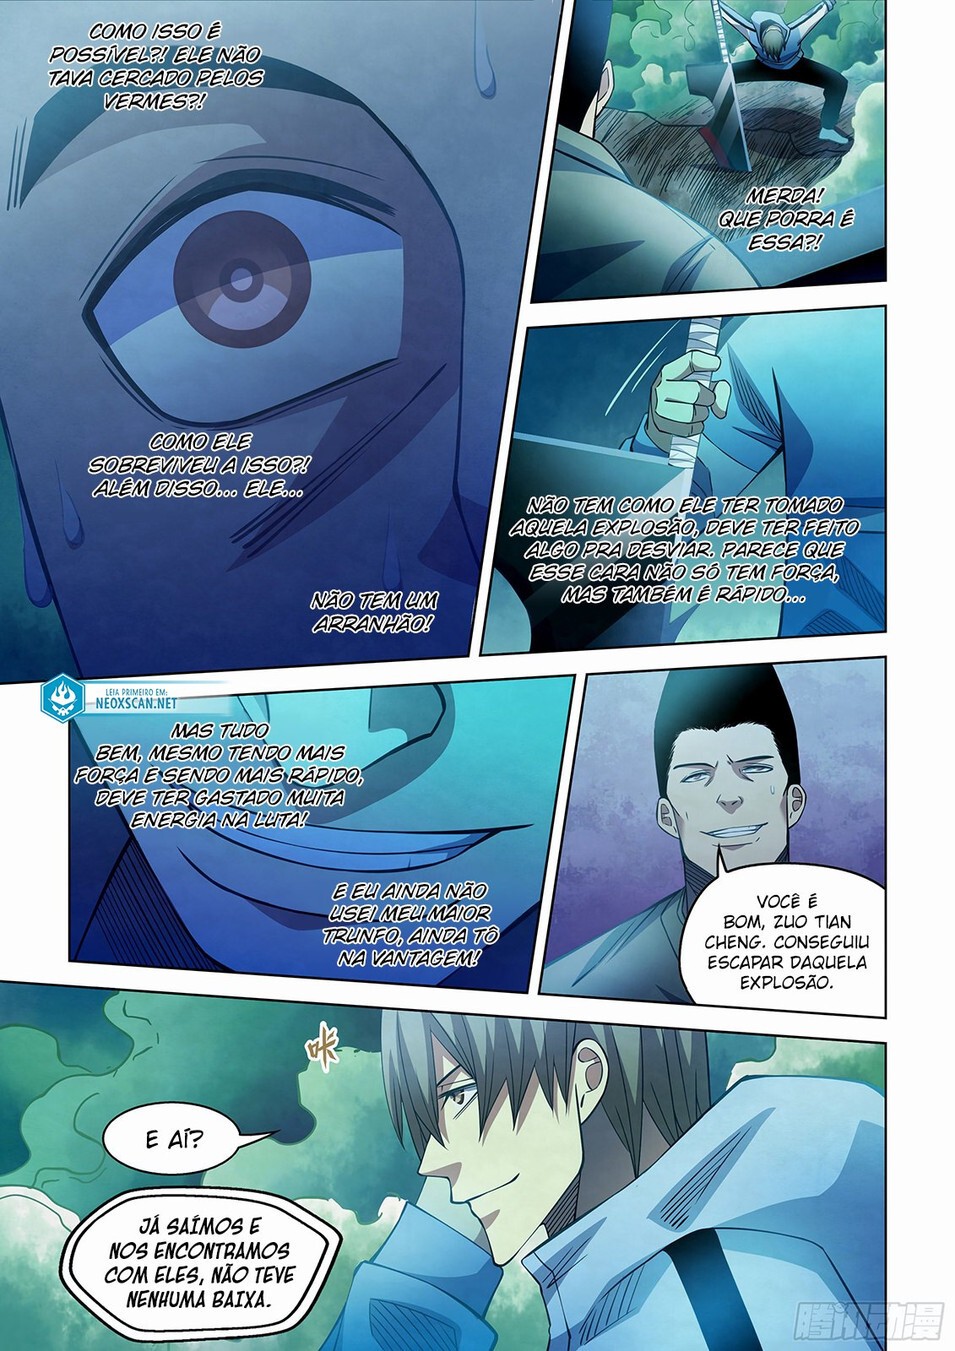 COMO ISSO É
POSSÍVEL?! ELE NÃO
TAVA CERCADO PELOS
VERMES?!
MERDA!
QUE PORRA É
ESSA?!
COMO ELE
SOBREVIVEU A ISSO?!
ALÉM DISSO... ELE...
NÃO TEM UM
ARRANHÃO!
NÃO TEM COMO ELE TER TOMADO
AQUELA EXPLOSÃO, DEVE TER FEITO
ALGO PRA DESVIAR. PARECE QUE
ESSE CARA NÃO SÓ TEM FORÇA,
MAS TAMBÉM É RÁPIDO...
LEIA PRIMEIRO EM:
NEOXSCAN.NET
MAS TUDO
BEM, MESMO TENDO MAIS
FORÇA E SENDO MAIS RÁPIDO,
DEVE TER GASTADO MUITA
ENERGIA NA LUTA!
E EU AINDA NÃO
USEI MEU MAIOR
TRUNFO, AINDA TÔ
NA VANTAGEM!
VOCÊ É
BOM, ZUO TIAN
CHENG. CONSEGUIU
ESCAPAR DAQUELA
EXPLOSÃO.
咔
E AÍ?
JÁ SAÍMOS E
NOS ENCONTRAMOS
COM ELES, NÃO TEVE
NENHUMA BAIXA.
腾讯动漫